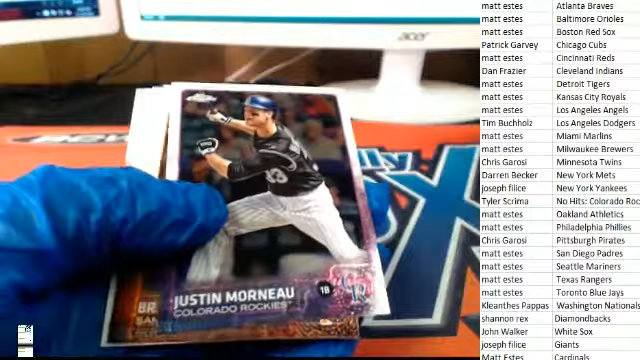 acer
Chrome
33
1B
CR
JUSTIN MORNEAU
COLORADO ROCKIES
BR
SAN
matt estes Atlanta Braves
matt estes Baltimore Orioles
matt estes Boston Red Sox
Patrick Garvey Chicago Cubs
matt estes Cincinnati Reds
Dan Frazier Cleveland Indians
matt estes Detroit Tigers
matt estes Kansas City Royals
matt estes Los Angeles Angels
Tim Buchholz Los Angeles Dodgers
matt estes Miami Marlins
matt estes Milwaukee Brewers
Chris Garosi Minnesota Twins
Darren Becker New York Mets
joseph filice New York Yankees
Tyler Scrima No Hits: Colorado Roc
matt estes Oakland Athletics
matt estes Philadelphia Phillies
Chris Garosi Pittsburgh Pirates
matt estes San Diego Padres
matt estes Seattle Mariners
matt estes Texas Rangers
matt estes Toronto Blue Jays
Kleanthes Pappas Washington Nationals
shannon rex Diamondbacks
John Walker White Sox
joseph filice Giants
Matt Estes Cardinals